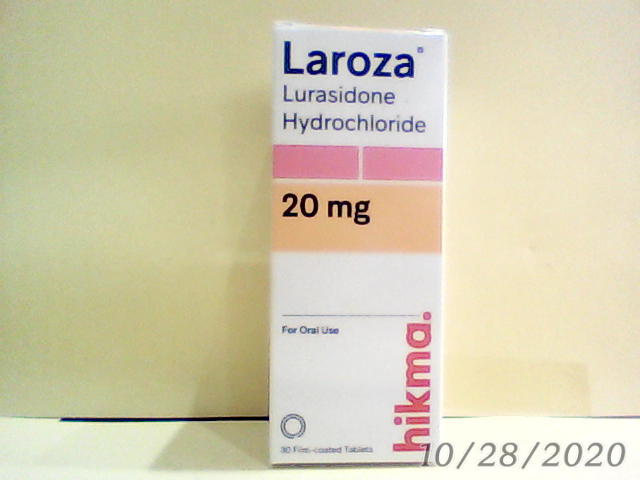 Laroza®
Lurasidone
Hydrochloride
20 mg
For Oral Use
hikma.
30 Film-coated Tablets
10/28/2020